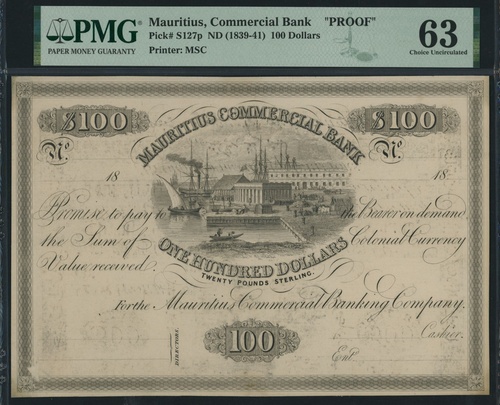 PMG
PAPER MONEY GUARANTY
Mauritius, Commercial Bank "PROOF"
Pick# S127p ND (1839-41) 100 Dollars
Printer: MSC
63
Choice Uncirculated
$100
MAURITIUS COMMERCIAL BANK
$100
No.
No.
18
18
Promise to pay to the Bearer on demand
the Sum of ONE HUNDRED DOLLARS Colonial Currency
Value received.
TWENTY POUNDS STERLING.
For the Mauritius Commercial Banking Company.
DIRECTORS.
100
Cashier.
Entd